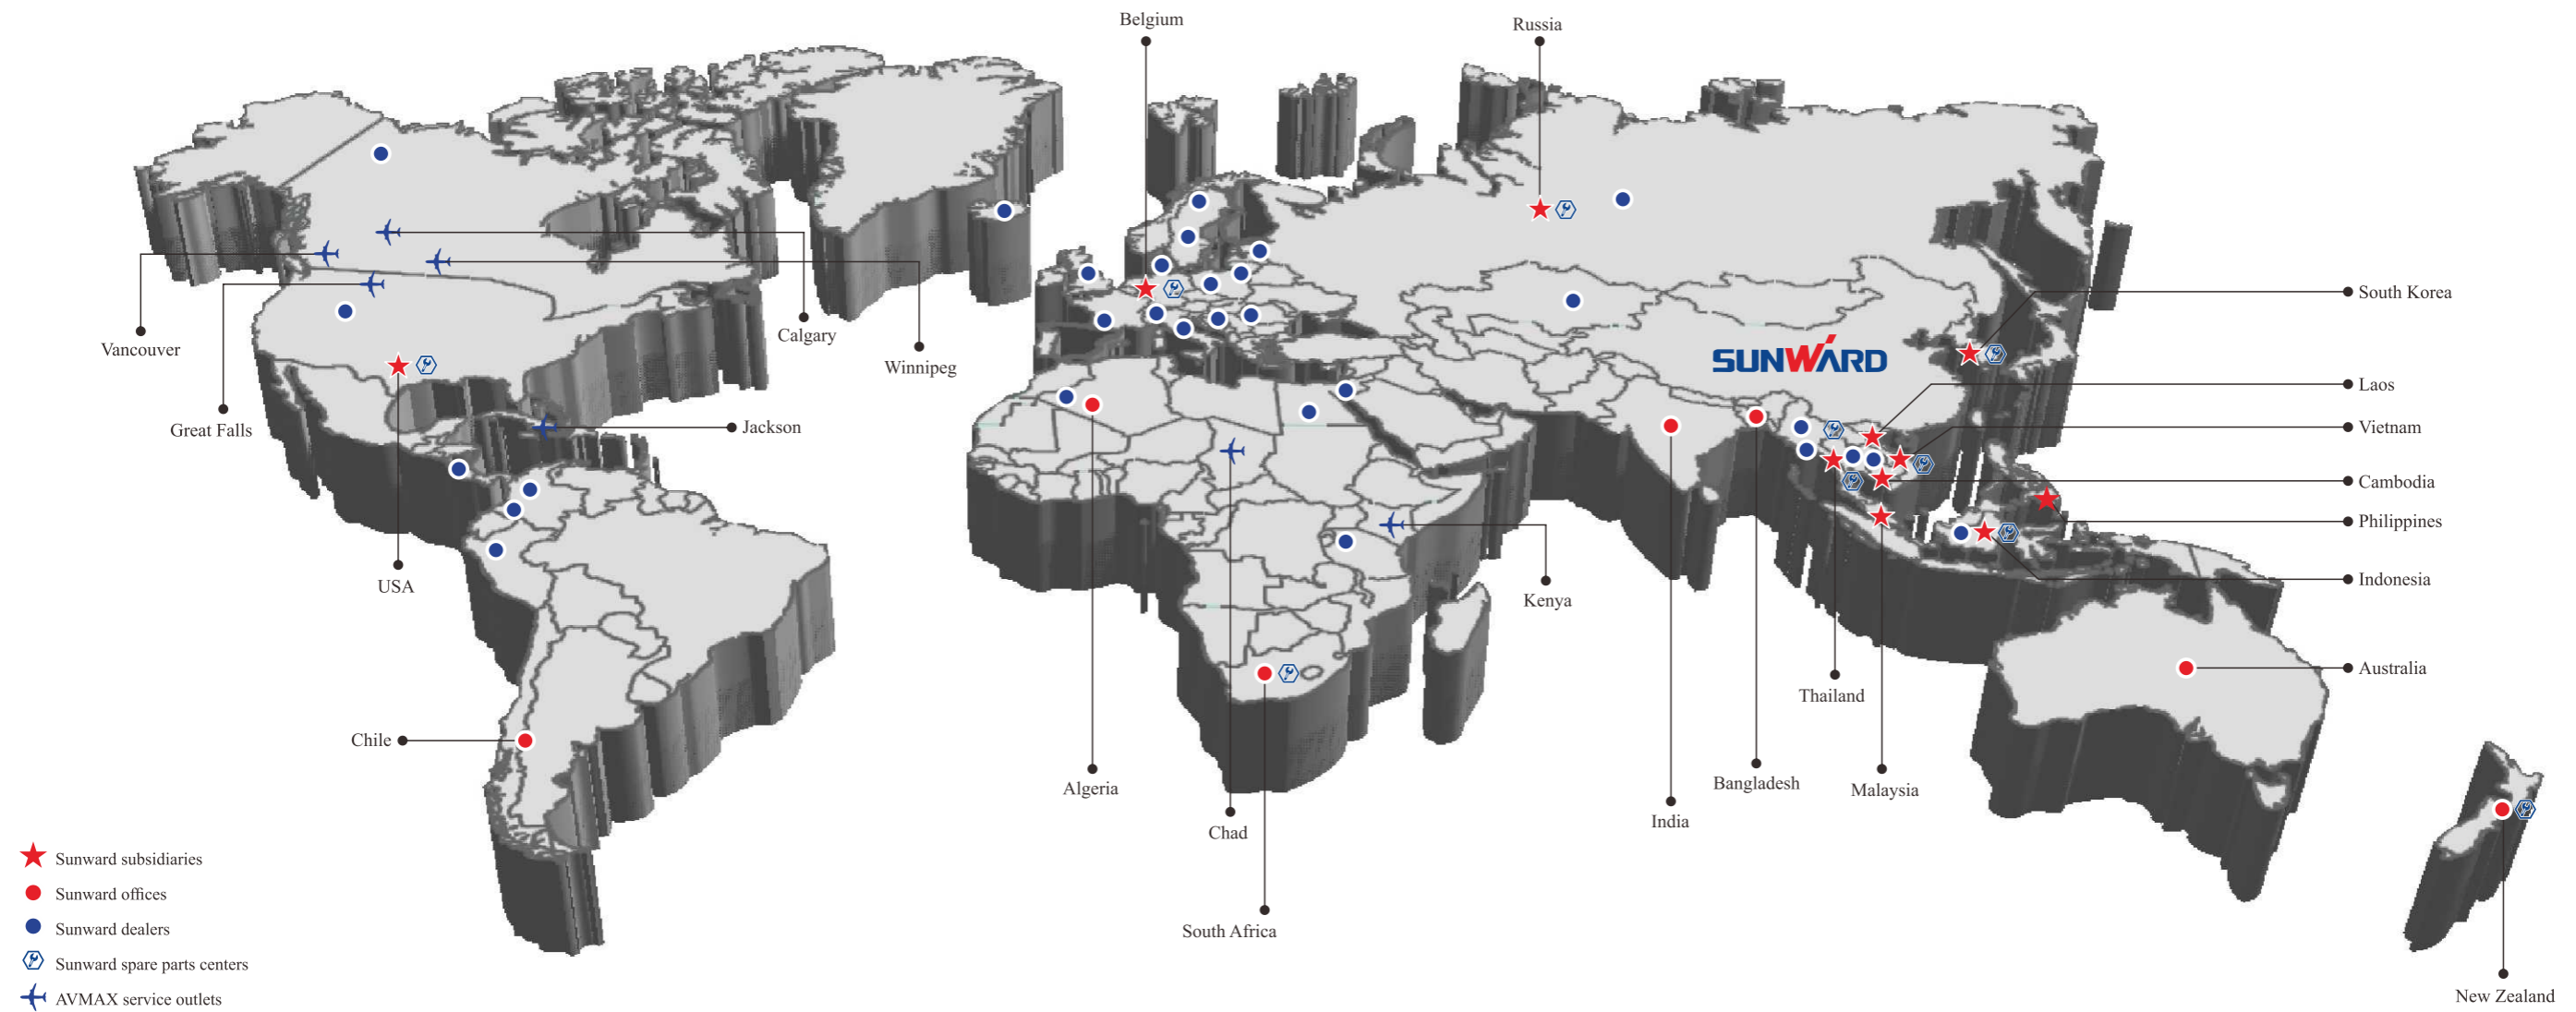 Belgium
Russia
South Korea
Vancouver
Calgary
Winnipeg
SUNWARD
Laos
Great Falls
Jackson
Vietnam
Cambodia
Philippines
USA
Kenya
Indonesia
Thailand
Australia
Chile
Algeria
Bangladesh
Malaysia
Chad
India
South Africa
New Zealand
Sunward subsidiaries
Sunward offices
Sunward dealers
Sunward spare parts centers
AVMAX service outlets